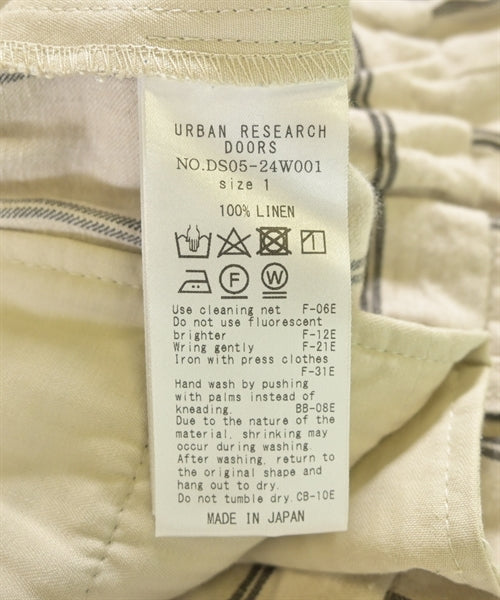 URBAN RESEARCH
DOORS
NO.DS05-24W001
size 1
100% LINEN
F
W
Use cleaning net F-06E
Do not use fluorescent
brighter F-12E
Wring gently F-21E
Iron with press clothes
F-31E
Hand wash by pushing
with palms instead of
kneading. BB-08E
Due to the nature of the
material, shrinking may
occur during washing.
After washing, return to
the original shape and
hang out to dry.
Do not tumble dry. CB-10E
MADE IN JAPAN